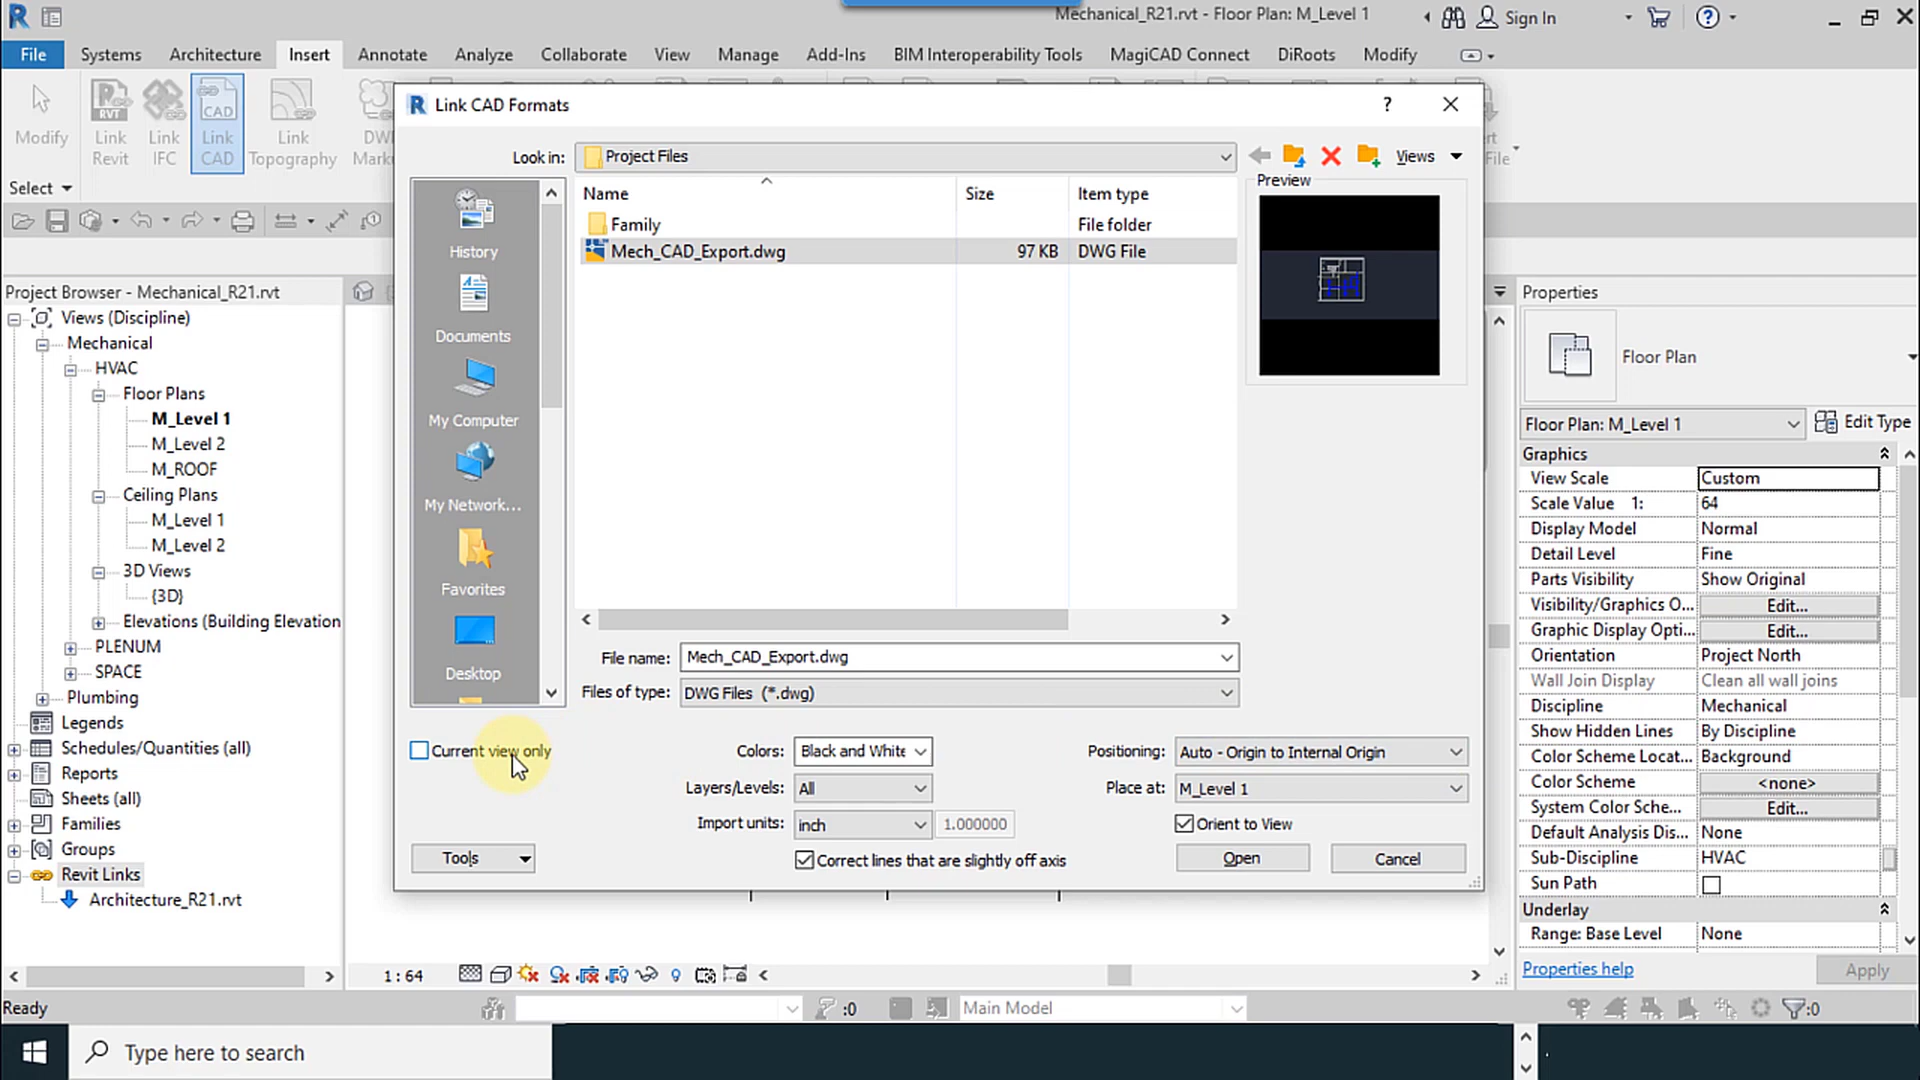 Mechanical_R21.rvt - Floor Plan: M_Level 1
Sign In
File
Systems
Architecture
Insert
Annotate
Analyze
Collaborate
View
Manage
Add-Ins
BIM Interoperability Tools
MagiCAD Connect
DiRoots
Modify
Modify
Link
Revit
Link
IFC
Link
CAD
Link
Topography
Select
Link CAD Formats
?
Look in:
Project Files
Views
Name
Size
Item type
Family
File folder
Mech_CAD_Export.dwg
97 KB
DWG File
Preview
History
Documents
My Computer
My Network...
Favorites
Desktop
File name:
Mech_CAD_Export.dwg
Files of type:
DWG Files (*.dwg)
Current view only
Colors:
Black and White
Positioning:
Auto - Origin to Internal Origin
Layers/Levels:
All
Place at:
M_Level 1
Import units:
inch
1.000000
Orient to View
Tools
Correct lines that are slightly off axis
Open
Cancel
Project Browser - Mechanical_R21.rvt
Views (Discipline)
Mechanical
HVAC
Floor Plans
M_Level 1
M_Level 2
M_ROOF
Ceiling Plans
M_Level 1
M_Level 2
3D Views
{3D}
Elevations (Building Elevation
PLENUM
SPACE
Plumbing
Legends
Schedules/Quantities (all)
Reports
Sheets (all)
Families
Groups
Revit Links
Architecture_R21.rvt
Properties
Floor Plan
Floor Plan: M_Level 1
Edit Type
Graphics
View Scale
Custom
Scale Value 1:
64
Display Model
Normal
Detail Level
Fine
Parts Visibility
Show Original
Visibility/Graphics O...
Edit...
Graphic Display Opti...
Edit...
Orientation
Project North
Wall Join Display
Clean all wall joins
Discipline
Mechanical
Show Hidden Lines
By Discipline
Color Scheme Locat...
Background
Color Scheme
<none>
System Color Sche...
Edit...
Default Analysis Dis...
None
Sub-Discipline
HVAC
Sun Path
Underlay
Range: Base Level
None
Properties help
Apply
1 : 64
Ready
:0
Main Model
:0
Type here to search